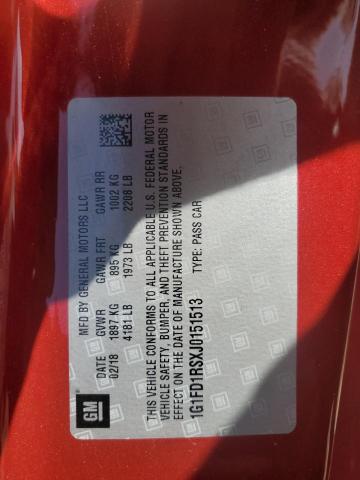 MFD BY GENERAL MOTORS LLC
DATE GVWR GAWR FRT GAWR RR
02/18 1897 KG 895 KG 1002 KG
4181 LB 1973 LB 2208 LB
THIS VEHICLE CONFORMS TO ALL APPLICABLE U.S. FEDERAL MOTOR
VEHICLE SAFETY, BUMPER, AND THEFT PREVENTION STANDARDS IN
EFFECT ON THE DATE OF MANUFACTURE SHOWN ABOVE.
1G1FD1RSXJ0151513 TYPE: PASS CAR
GM